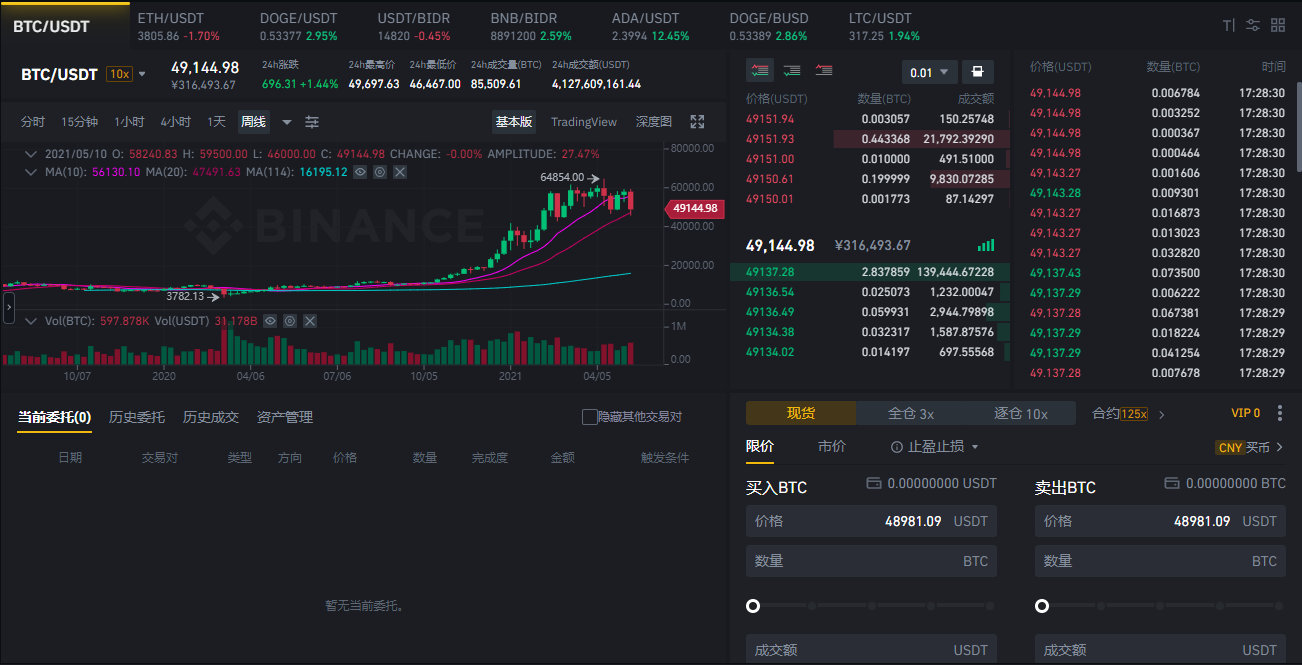 BTC/USDT
ETH/USDT 3805.86 -1.70%
DOGE/USDT 0.53377 2.95%
USDT/BIDR 14820 -0.45%
BNB/BIDR 8891200 2.59%
ADA/USDT 2.3994 12.45%
DOGE/BUSD 0.53389 2.86%
LTC/USDT 317.25 1.94%
BTC/USDT 10x
49,144.98
¥316,493.67
24h涨跌 24h最高价 24h最低价 24h成交量(BTC) 24h成交额(USDT)
696.31 +1.44% 49,697.63 46,467.00 85,509.61 4,127,609,161.44
分时 15分钟 1小时 4小时 1天 周线 基本版 TradingView 深度图
2021/05/10 O: 58240.83 H: 59500.00 L: 46000.00 C: 49144.98 CHANGE: -0.00% AMPLITUDE: 27.47%
MA(10): 56130.10 MA(20): 47491.63 MA(114): 16195.12
80000.00
64854.00
60000.00
49144.98
BINANCE
40000.00
20000.00
3782.13
0.00
Vol(BTC): 597.878K Vol(USDT) 31.178B
1M
0.00
10/07 2020 04/06 07/06 10/05 2021 04/05
0.01
价格(USDT) 数量(BTC) 成交额
49151.94 0.003057 150.25748
49151.93 0.443368 21,792.39290
49151.00 0.010000 491.51000
49150.61 0.199999 9,830.07285
49150.01 0.001773 87.14297
49,144.98 ¥316,493.67
49137.28 2.837859 139,444.67228
49136.54 0.025073 1,232.00047
49136.49 0.059931 2,944.79898
49134.38 0.032317 1,587.87576
49134.02 0.014197 697.55568
价格(USDT) 数量(BTC) 时间
49,144.98 0.006784 17:28:30
49,144.98 0.003252 17:28:30
49,144.98 0.000367 17:28:30
49,144.98 0.000464 17:28:30
49,143.27 0.001606 17:28:30
49,143.28 0.009301 17:28:30
49,143.27 0.016873 17:28:30
49,143.27 0.013023 17:28:30
49,143.27 0.032820 17:28:30
49,137.43 0.073500 17:28:30
49,137.29 0.006222 17:28:30
49,137.28 0.067381 17:28:29
49,137.29 0.018224 17:28:29
49,137.29 0.041254 17:28:29
49,137.28 0.007678 17:28:29
当前委托(0) 历史委托 历史成交 资产管理 隐藏其他交易对
日期 交易对 类型 方向 价格 数量 完成度 金额 触发条件
暂无当前委托。
现货 全仓 3x 逐仓 10x 合约 125x VIP 0
限价 市价 止盈止损 CNY 买币
买入BTC 0.00000000 USDT
价格 48981.09 USDT
数量 BTC
成交额 USDT
卖出BTC 0.00000000 BTC
价格 48981.09 USDT
数量 BTC
成交额 USDT